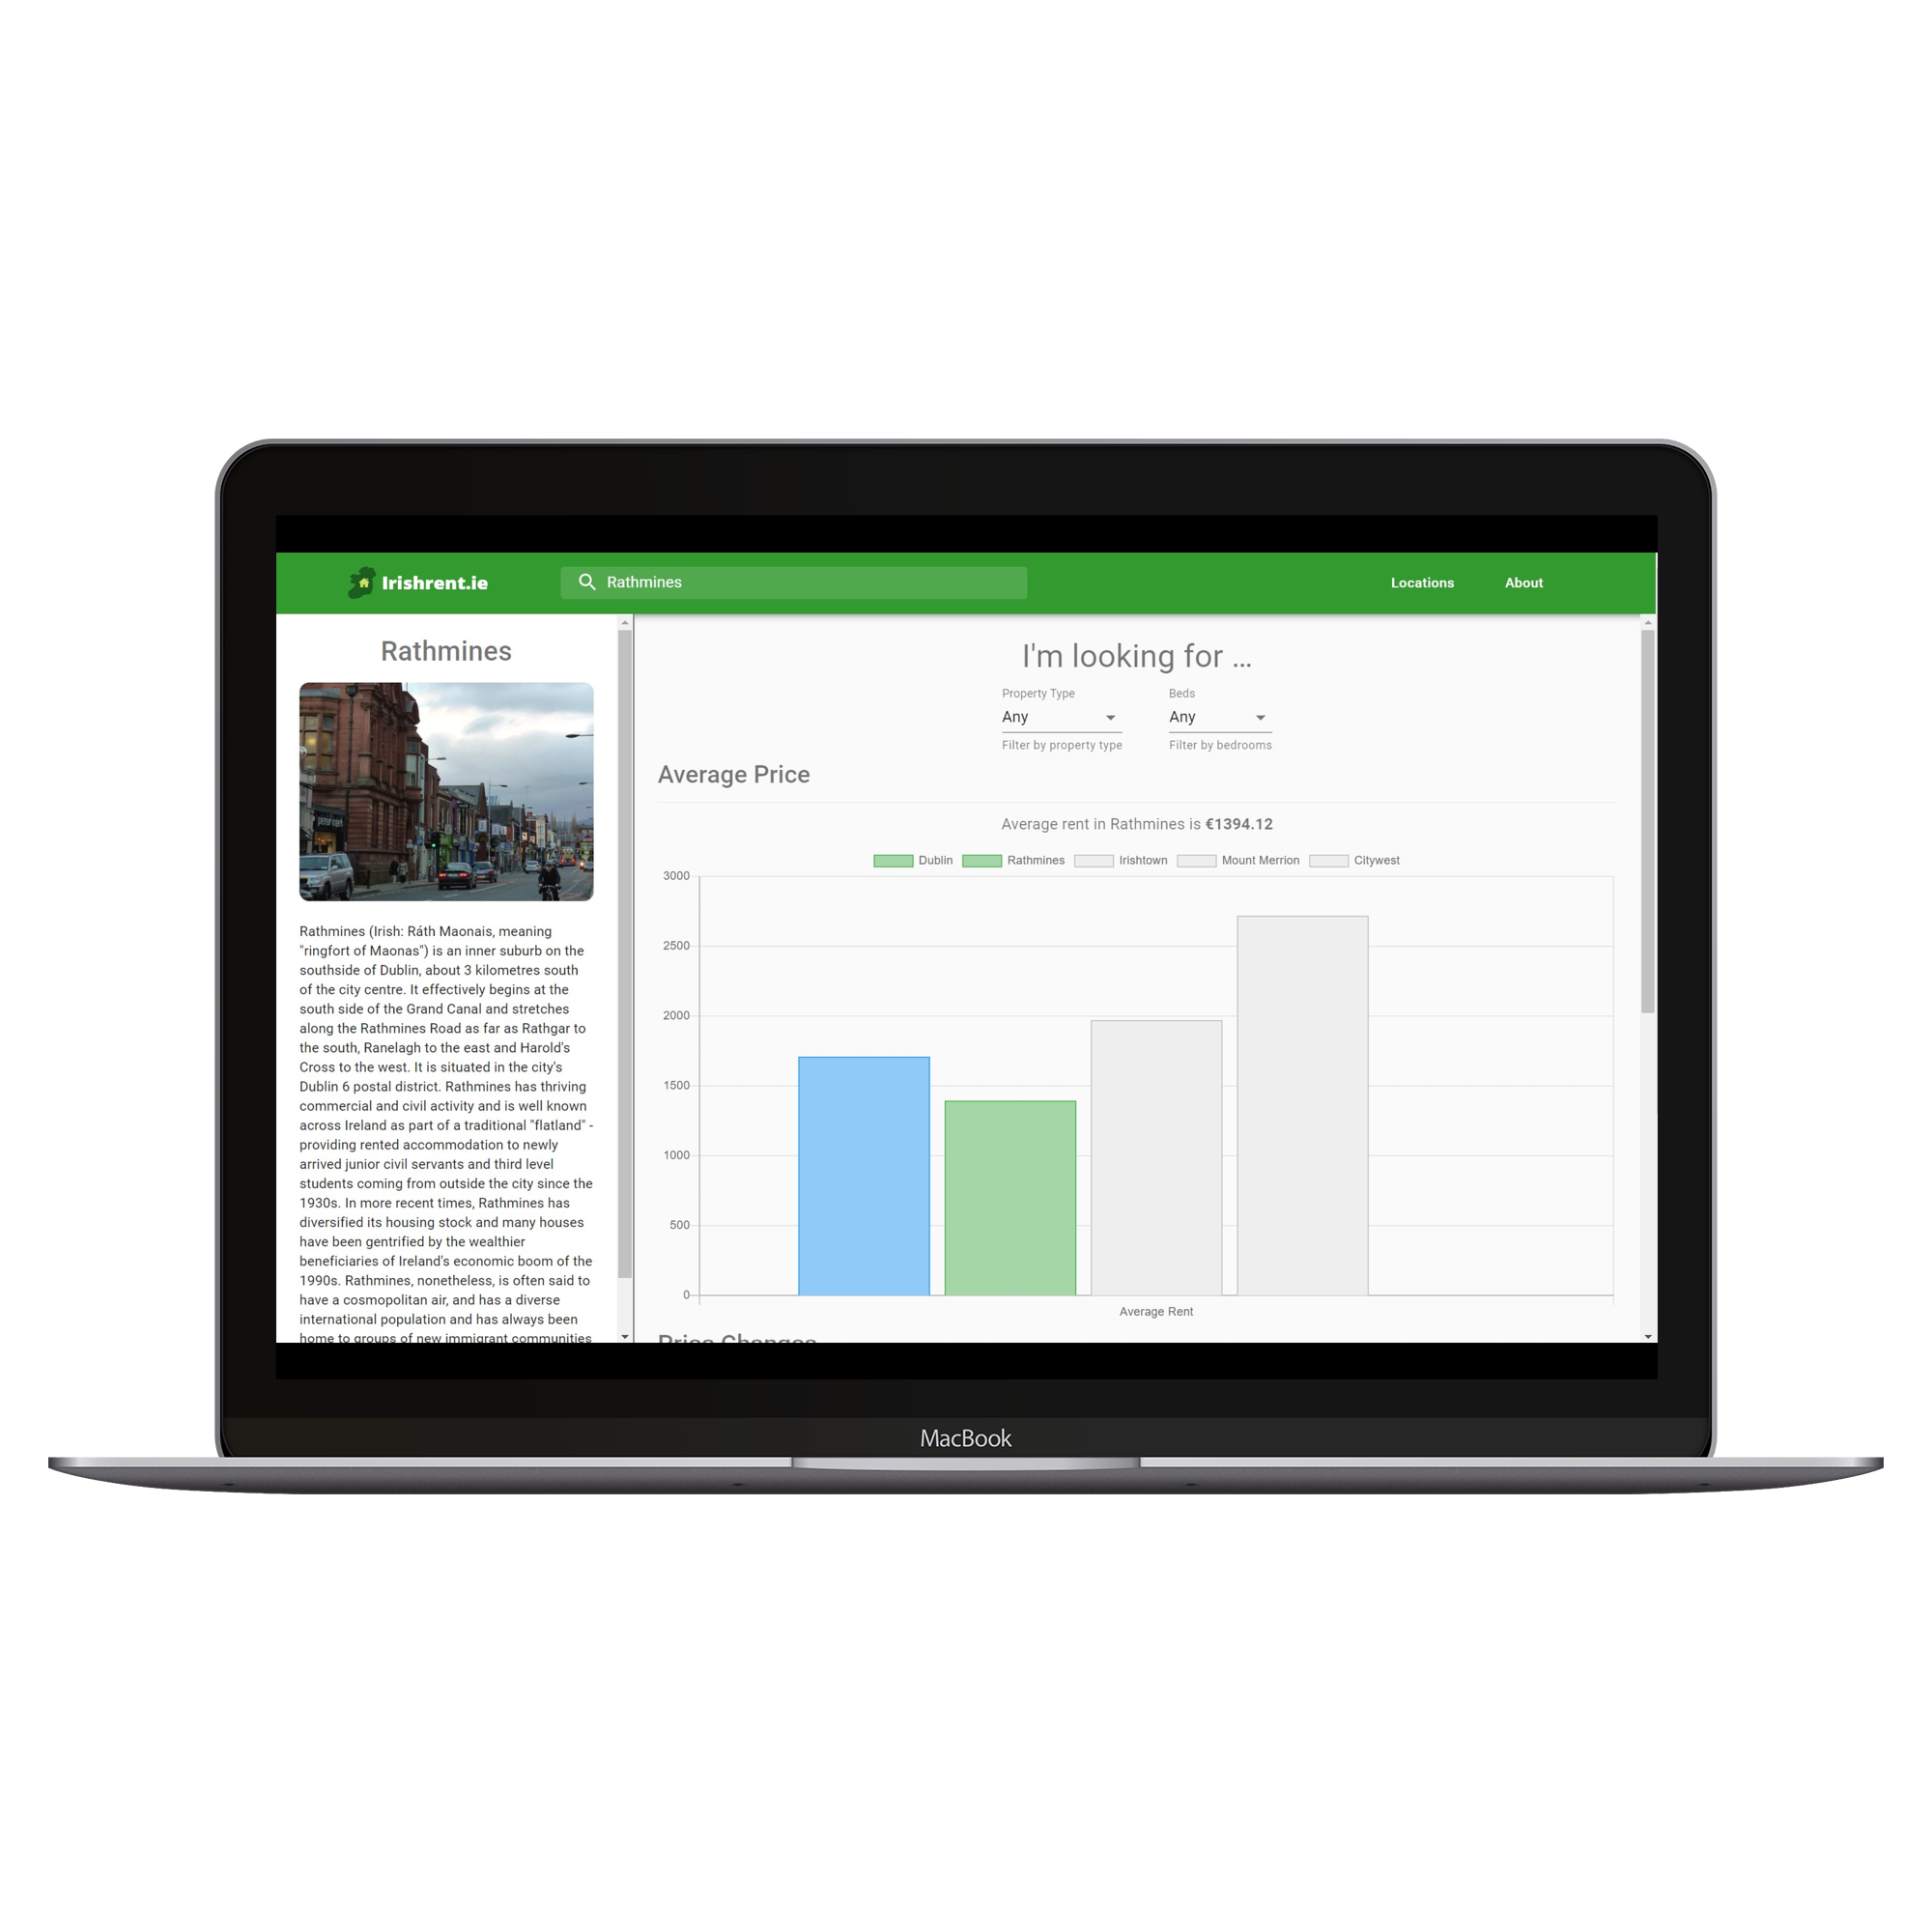 Irishrent.ie
Rathmines
Locations
About
Rathmines
Rathmines (Irish: Ráth Maonais, meaning
"ringfort of Maonas") is an inner suburb on the
southside of Dublin, about 3 kilometres south
of the city centre. It effectively begins at the
south side of the Grand Canal and stretches
along the Rathmines Road as far as Rathgar to
the south, Ranelagh to the east and Harold's
Cross to the west. It is situated in the city's
Dublin 6 postal district. Rathmines has thriving
commercial and civil activity and is well known
across Ireland as part of a traditional "flatland" -
providing rented accommodation to newly
arrived junior civil servants and third level
students coming from outside the city since the
1930s. In more recent times, Rathmines has
diversified its housing stock and many houses
have been gentrified by the wealthier
beneficiaries of Ireland's economic boom of the
1990s. Rathmines, nonetheless, is often said to
have a cosmopolitan air, and has a diverse
international population and has always been
home to groups of new immigrant communities
I'm looking for ...
Property Type
Beds
Any
Any
Filter by property type
Filter by bedrooms
Average Price
Average rent in Rathmines is €1394.12
Dublin
Rathmines
Irishtown
Mount Merrion
Citywest
3000
2500
2000
1500
1000
500
0
Average Rent
Price Changes
MacBook